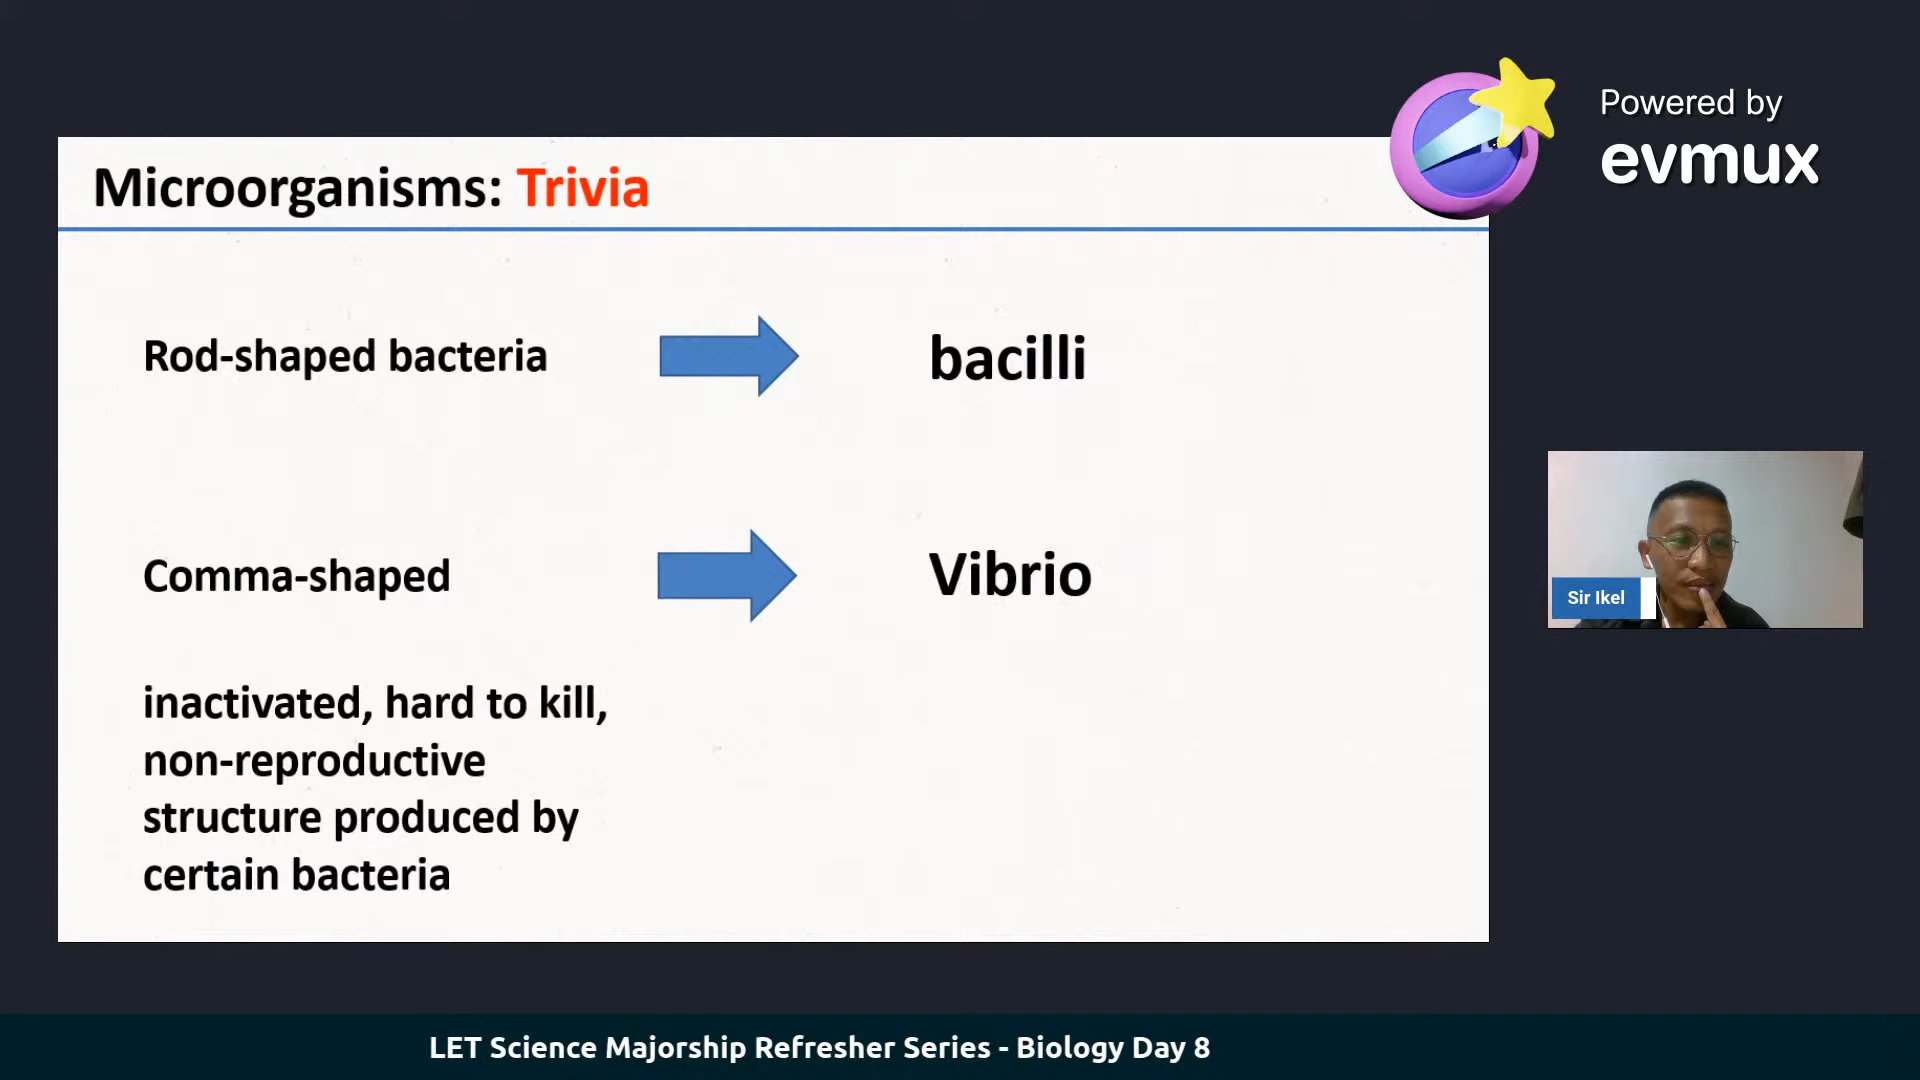 Powered by
evmux
Microorganisms: Trivia
Rod-shaped bacteria
bacilli
Comma-shaped
Vibrio
inactivated, hard to kill,
non-reproductive
structure produced by
certain bacteria
Sir Ikel
LET Science Majorship Refresher Series - Biology Day 8